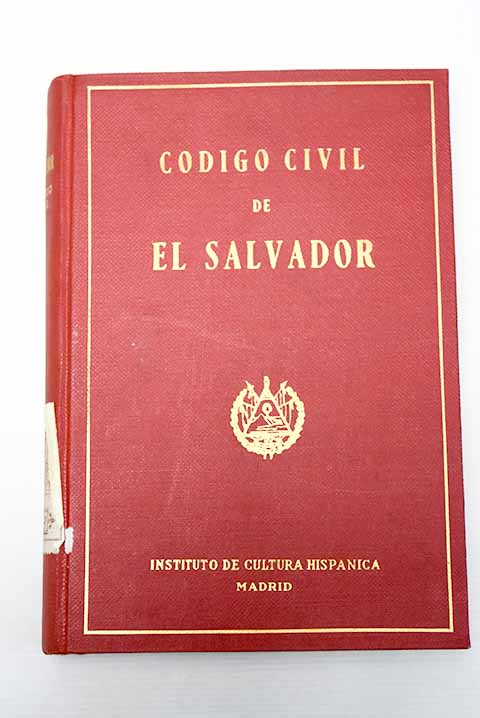 CODIGO CIVIL
DE
EL SALVADOR
INSTITUTO DE CULTURA HISPANICA
MADRID